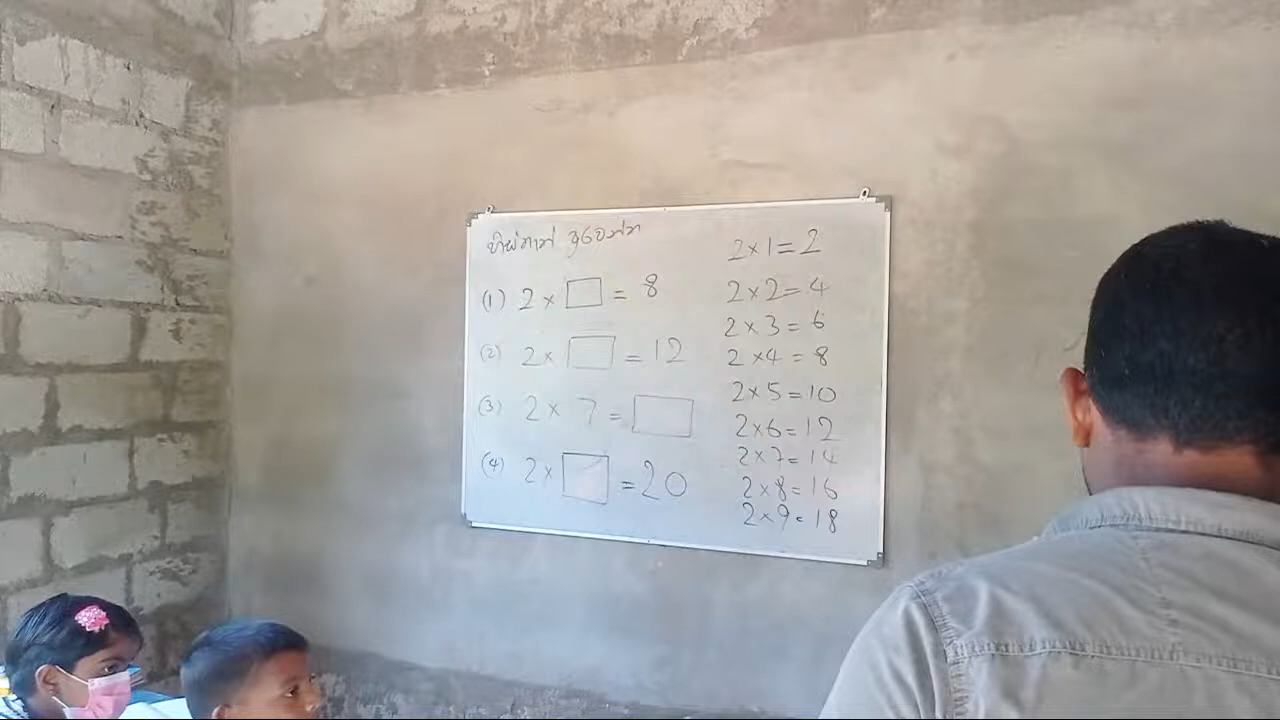 හිස්තැන් පුරවන්න
(1) 2 × □ = 8
(2) 2 × □ = 12
(3) 2 × 7 = □
(4) 2 × □ = 20
2 × 1 = 2
2 × 2 = 4
2 × 3 = 6
2 × 4 = 8
2 × 5 = 10
2 × 6 = 12
2 × 7 = 14
2 × 8 = 16
2 × 9 = 18